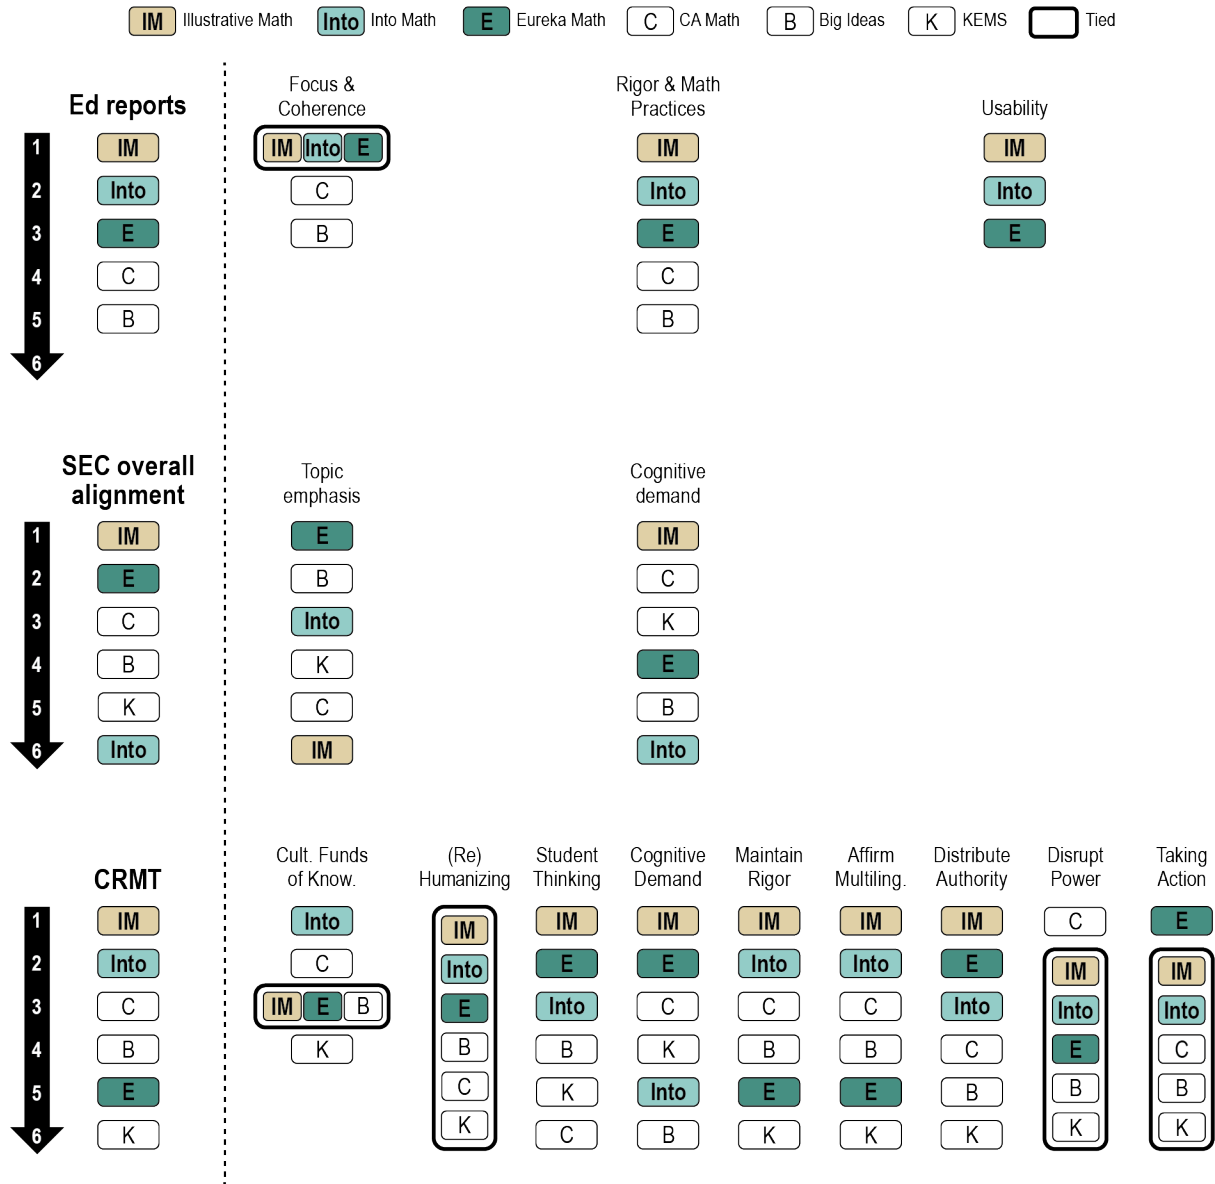 IM Illustrative Math Into Into Math E Eureka Math C CA Math B Big Ideas K KEMS Tied
Ed reports
Focus &
Coherence
Rigor & Math
Practices
Usability
1 IM IM Into E IM IM
2 Into C Into Into
3 E B E E
4 C C
5 B B
6
SEC overall
alignment
Topic
emphasis
Cognitive
demand
1 IM E IM
2 E B C
3 C Into K
4 B K E
5 K C B
6 Into IM Into
CRMT
Cult. Funds
of Know.
(Re)
Humanizing
Student
Thinking
Cognitive
Demand
Maintain
Rigor
Affirm
Multiling.
Distribute
Authority
Disrupt
Power
Taking
Action
1 IM Into IM IM IM IM IM IM C E
2 Into C Into E E Into Into E IM IM
3 C IM E B E Into C C C Into Into Into
4 B K B B K B B C E C
5 E C K Into E E B B B
6 K K C B K K K K K